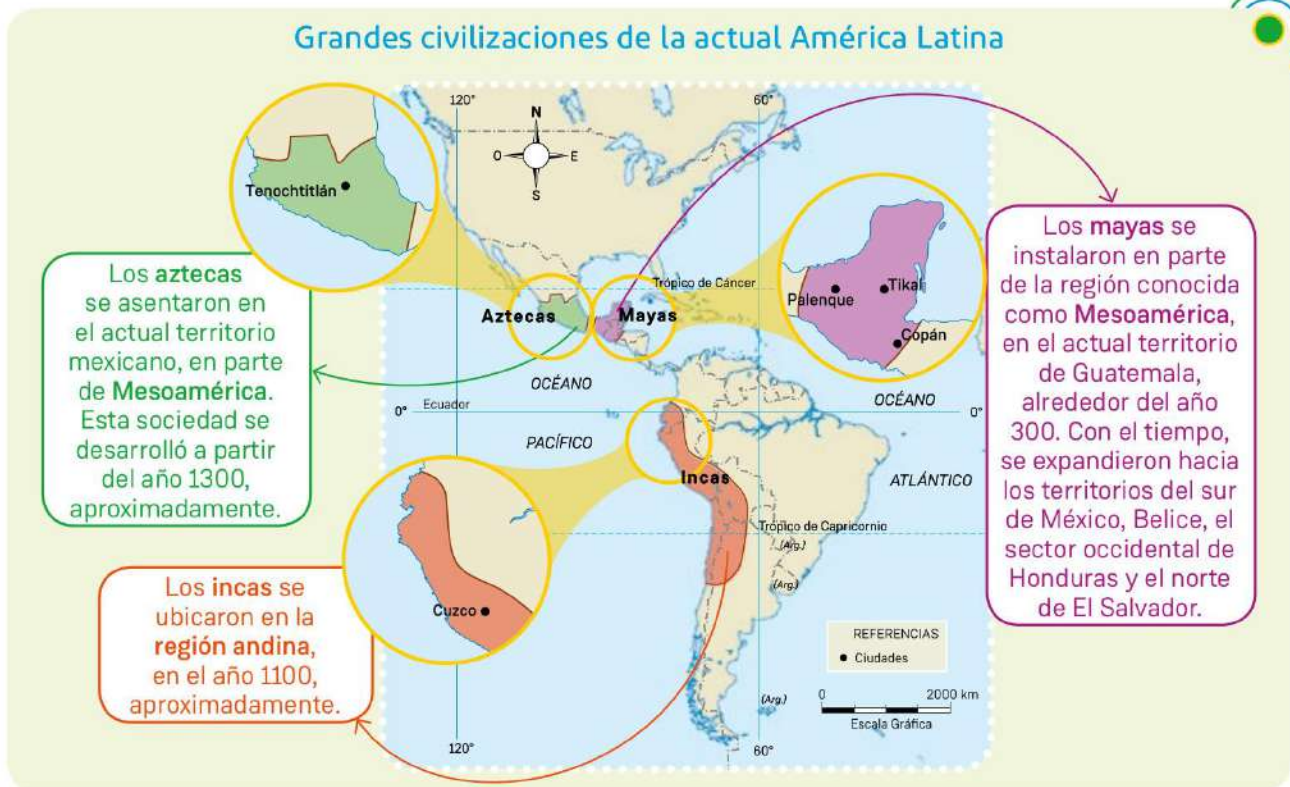 Grandes civilizaciones de la actual América Latina
120°
60°
N
O
E
S
Tenochtitlán
Los aztecas
se asentaron en
el actual territorio
mexicano, en parte
de Mesoamérica.
Esta sociedad se
desarrolló a partir
del año 1300,
aproximadamente.
Aztecas
Mayas
Trópico de Cáncer
Palenque
Tikal
Copán
Los mayas se
instalaron en parte
de la región conocida
como Mesoamérica,
en el actual territorio
de Guatemala,
alrededor del año
300. Con el tiempo,
se expandieron hacia
los territorios del sur
de México, Belice, el
sector occidental de
Honduras y el norte
de El Salvador.
OCÉANO
PACÍFICO
OCÉANO
ATLÁNTICO
0°
Ecuador
0°
Incas
Trópico de Capricornio
(Arg.)
(Arg.)
Cuzco
Los incas se
ubicaron en la
región andina,
en el año 1100,
aproximadamente.
REFERENCIAS
Ciudades
0
2000 km
Escala Gráfica
(Arg.)
120°
60°